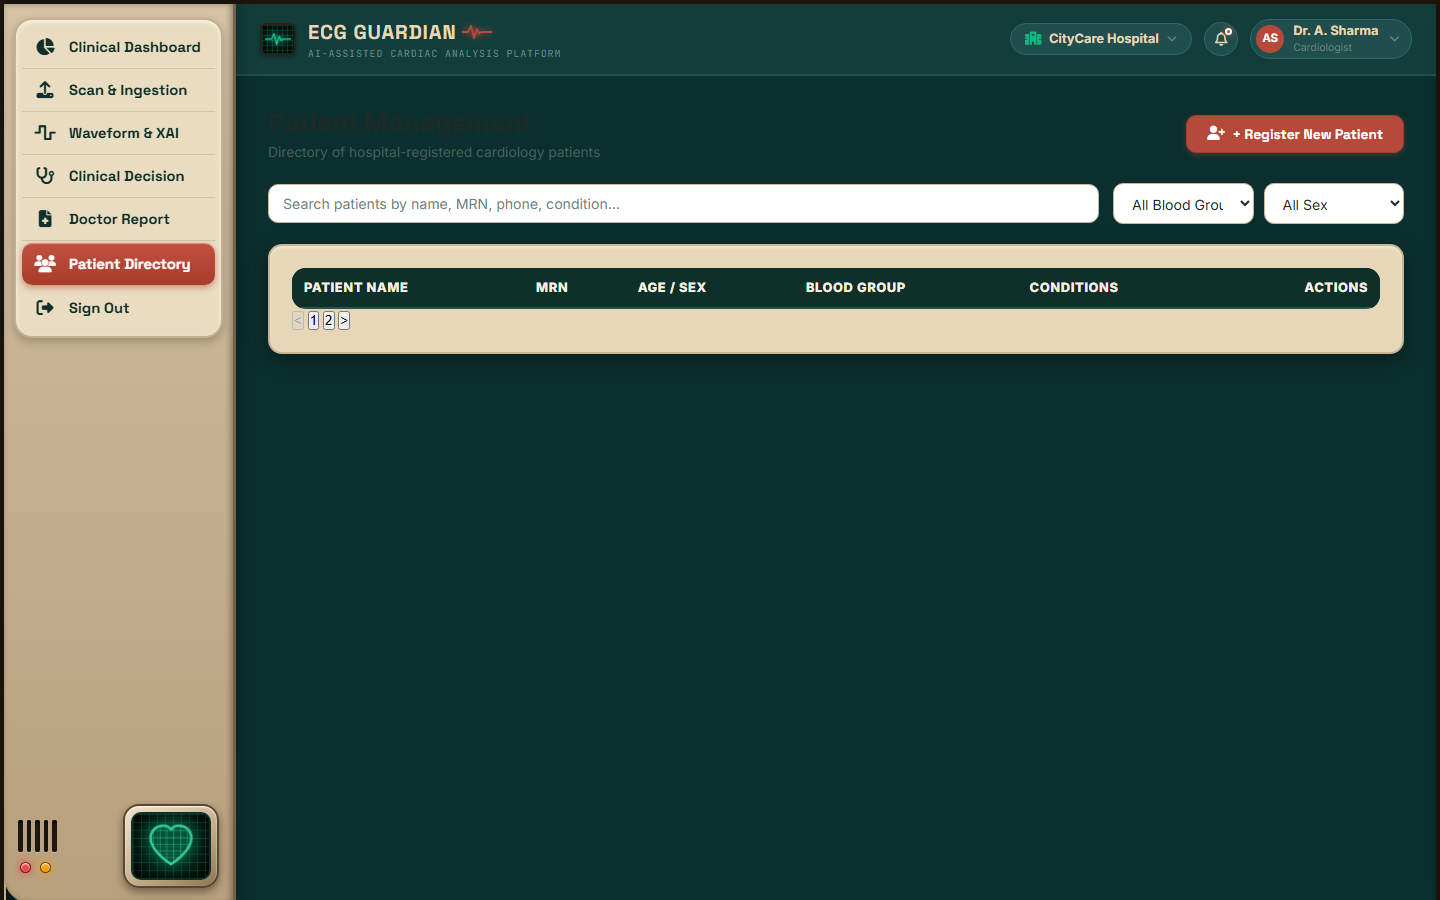 Clinical Dashboard
Scan & Ingestion
Waveform & XAI
Clinical Decision
Doctor Report
Patient Directory
Sign Out
ECG GUARDIAN
AI-ASSISTED CARDIAC ANALYSIS PLATFORM
CityCare Hospital
AS
Dr. A. Sharma
Cardiologist
Patient Management
Directory of hospital-registered cardiology patients
+ Register New Patient
Search patients by name, MRN, phone, condition...
All Blood Grou
All Sex
PATIENT NAME MRN AGE / SEX BLOOD GROUP CONDITIONS ACTIONS
< 1 2 >